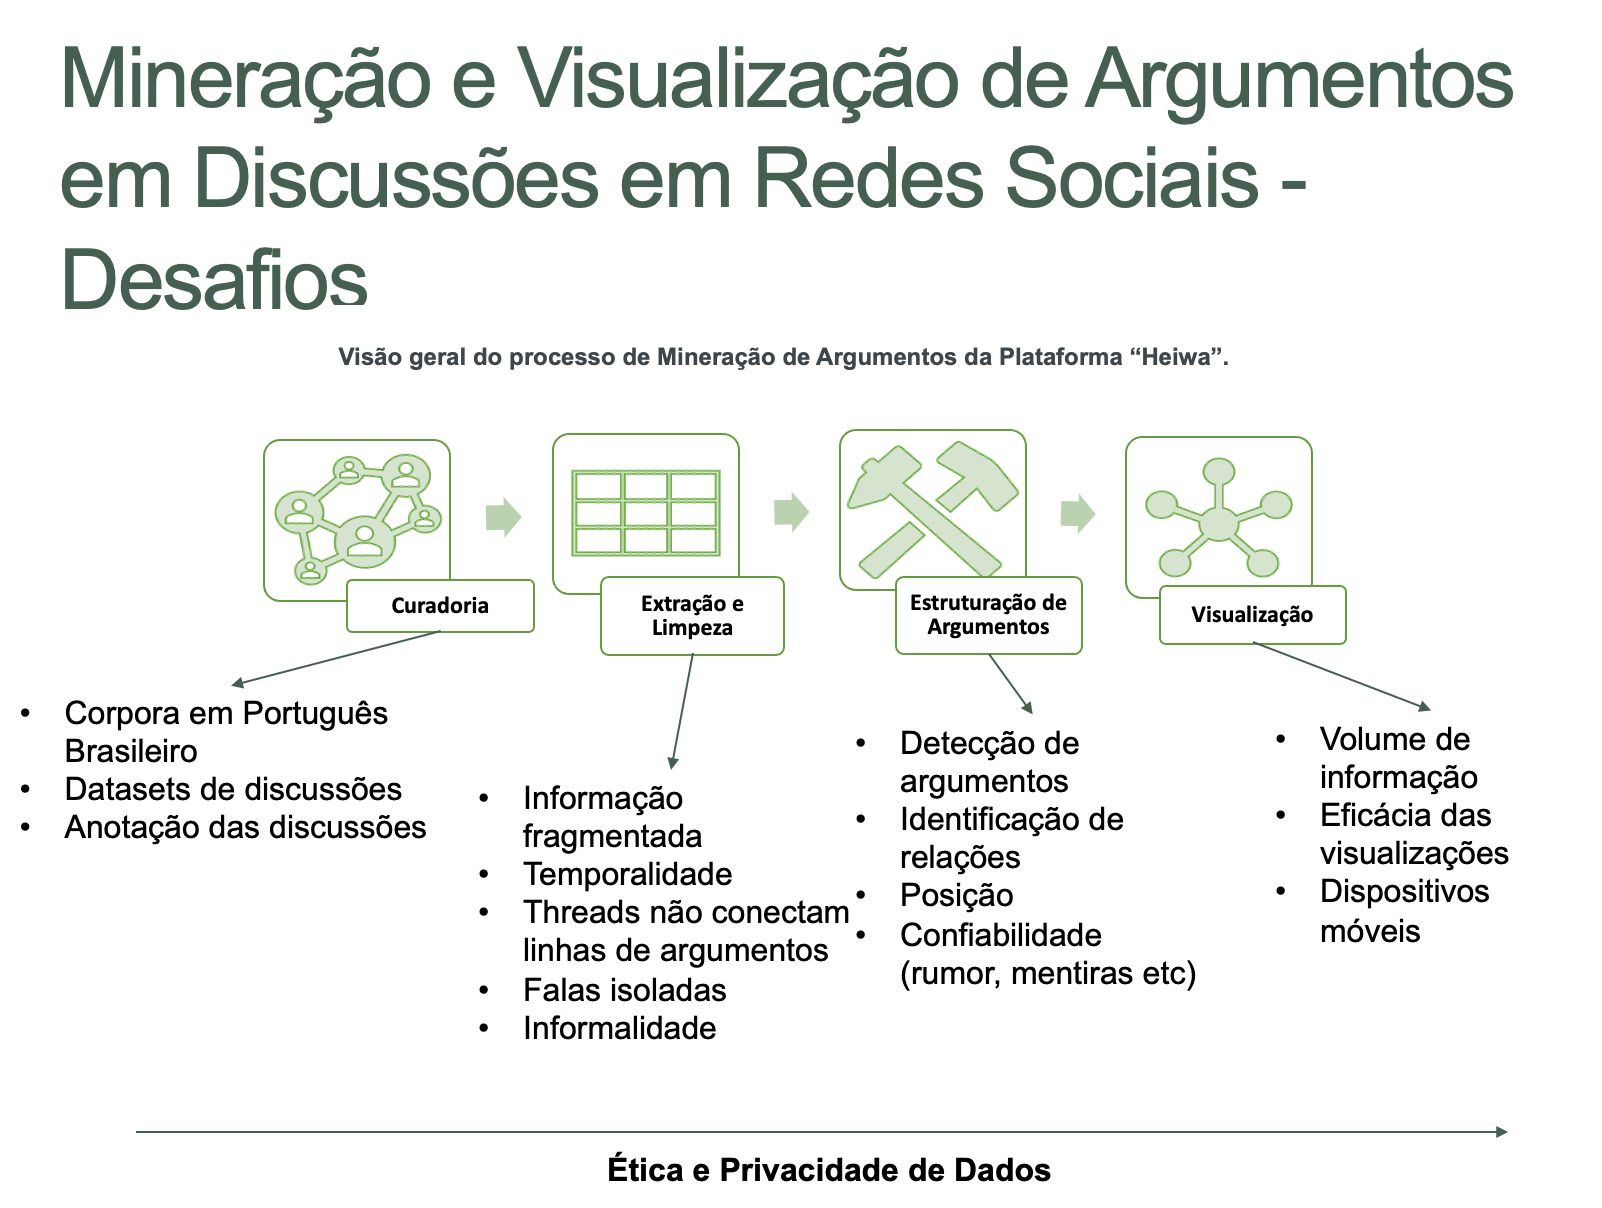 Mineração e Visualização de Argumentos
em Discussões em Redes Sociais -
Desafios
Visão geral do processo de Mineração de Argumentos da Plataforma “Heiwa”.
Curadoria
Extração e
Limpeza
Estruturação de
Argumentos
Visualização
• Corpora em Português
Brasileiro
• Datasets de discussões
• Anotação das discussões
• Informação
fragmentada
• Temporalidade
• Threads não conectam
linhas de argumentos
• Falas isoladas
• Informalidade
• Detecção de
argumentos
• Identificação de
relações
• Posição
• Confiabilidade
(rumor, mentiras etc)
• Volume de
informação
• Eficácia das
visualizações
• Dispositivos
móveis
Ética e Privacidade de Dados